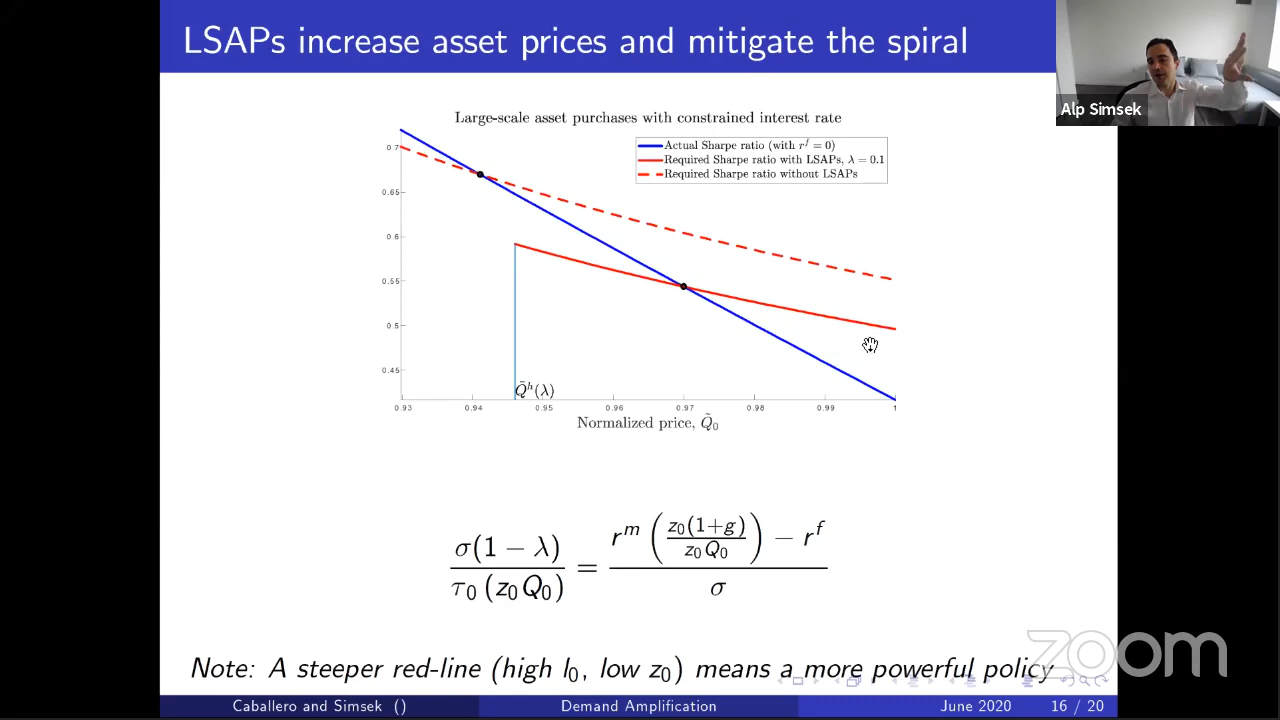 LSAPs increase asset prices and mitigate the spiral
Alp Simsek
Large-scale asset purchases with constrained interest rate
Actual Sharpe ratio (with r^f = 0)
Required Sharpe ratio with LSAPs, λ = 0.1
Required Sharpe ratio without LSAPs
0.7
0.65
0.6
0.55
0.5
0.45
Q̄^h(λ)
0.93 0.94 0.95 0.96 0.97 0.98 0.99 1
Normalized price, Q̃_0
σ(1 − λ) / τ_0 (z_0 Q_0) = (r^m (z_0(1+g) / z_0 Q_0) − r^f) / σ
Note: A steeper red-line (high l_0, low z_0) means a more powerful policy
zoom
Caballero and Simsek () Demand Amplification June 2020 16 / 20